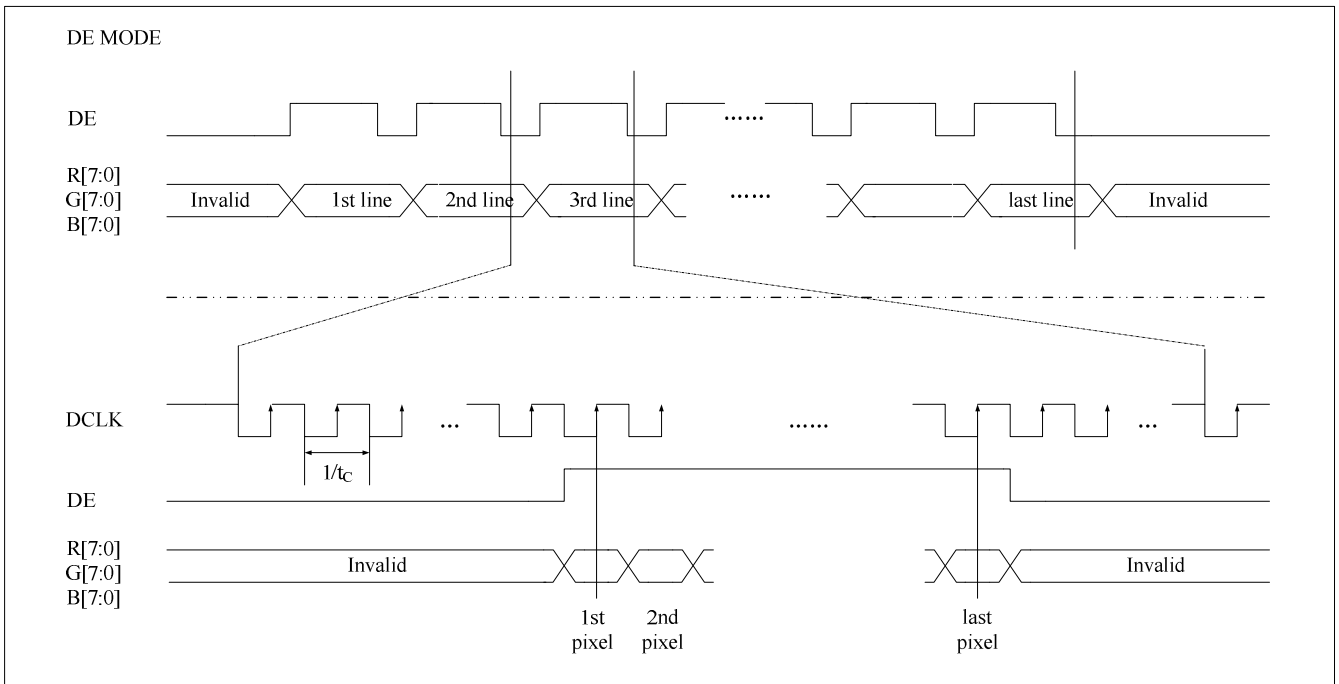 DE MODE
DE
R[7:0]
G[7:0]
B[7:0]
Invalid 1st line 2nd line 3rd line ...... last line Invalid
......
DCLK
... ...... ...
1/tC
DE
R[7:0]
G[7:0]
B[7:0]
Invalid Invalid
1st pixel
2nd pixel
last pixel